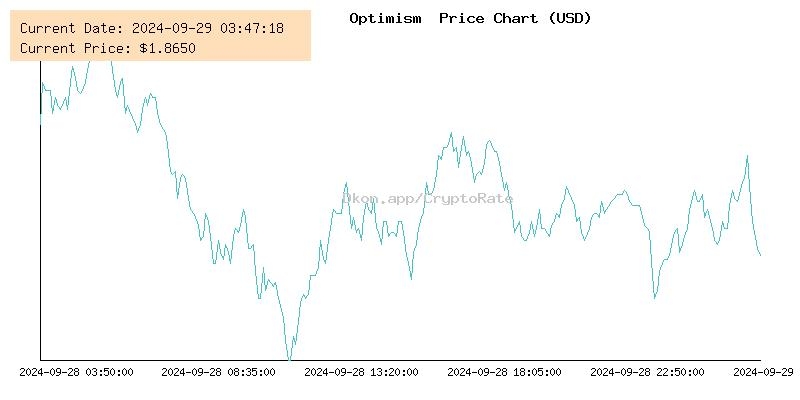 Optimism  Price Chart (USD)
Current Date: 2024-09-29 03:47:18
Current Price: $1.8650
0kon.app/CryptoRate
2024-09-28 03:50:00 2024-09-28 08:35:00 2024-09-28 13:20:00 2024-09-28 18:05:00 2024-09-28 22:50:00 2024-09-29